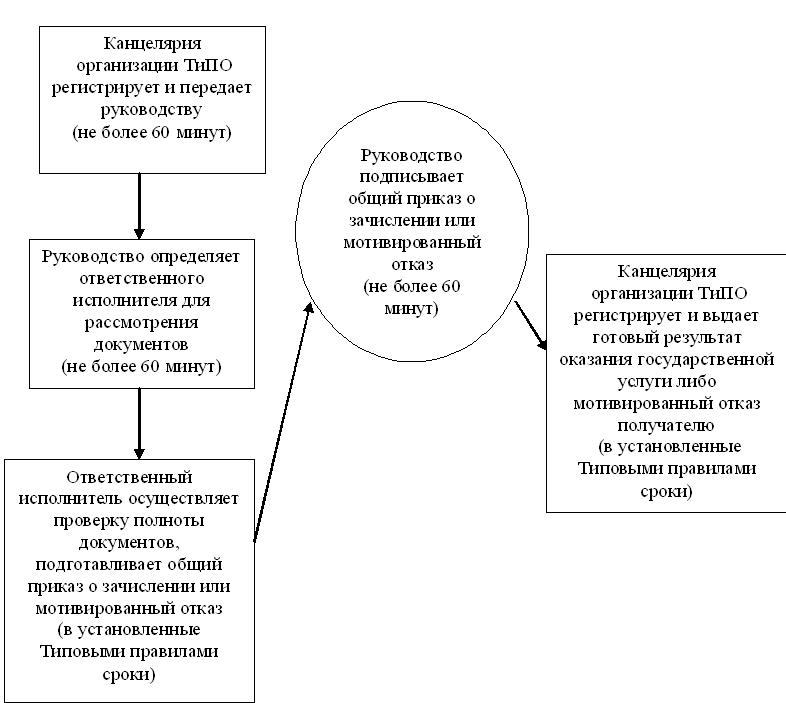 Канцелярия
организации ТиПО
регистрирует и передает
руководству
(не более 60 минут)
Руководство определяет
ответственного
исполнителя для
рассмотрения
документов
(не более 60 минут)
Ответственный
исполнитель осуществляет
проверку полноты
документов,
подготавливает общий
приказ о зачислении или
мотивированный отказ
(в установленные
Типовыми правилами
сроки)
Руководство
подписывает
общий приказ о
зачислении или
мотивированный
отказ
(не более 60
минут)
Канцелярия
организации ТиПО
регистрирует и выдает
готовый результат
оказания государственной
услуги либо
мотивированный отказ
получателю
(в установленные
Типовыми правилами
сроки)